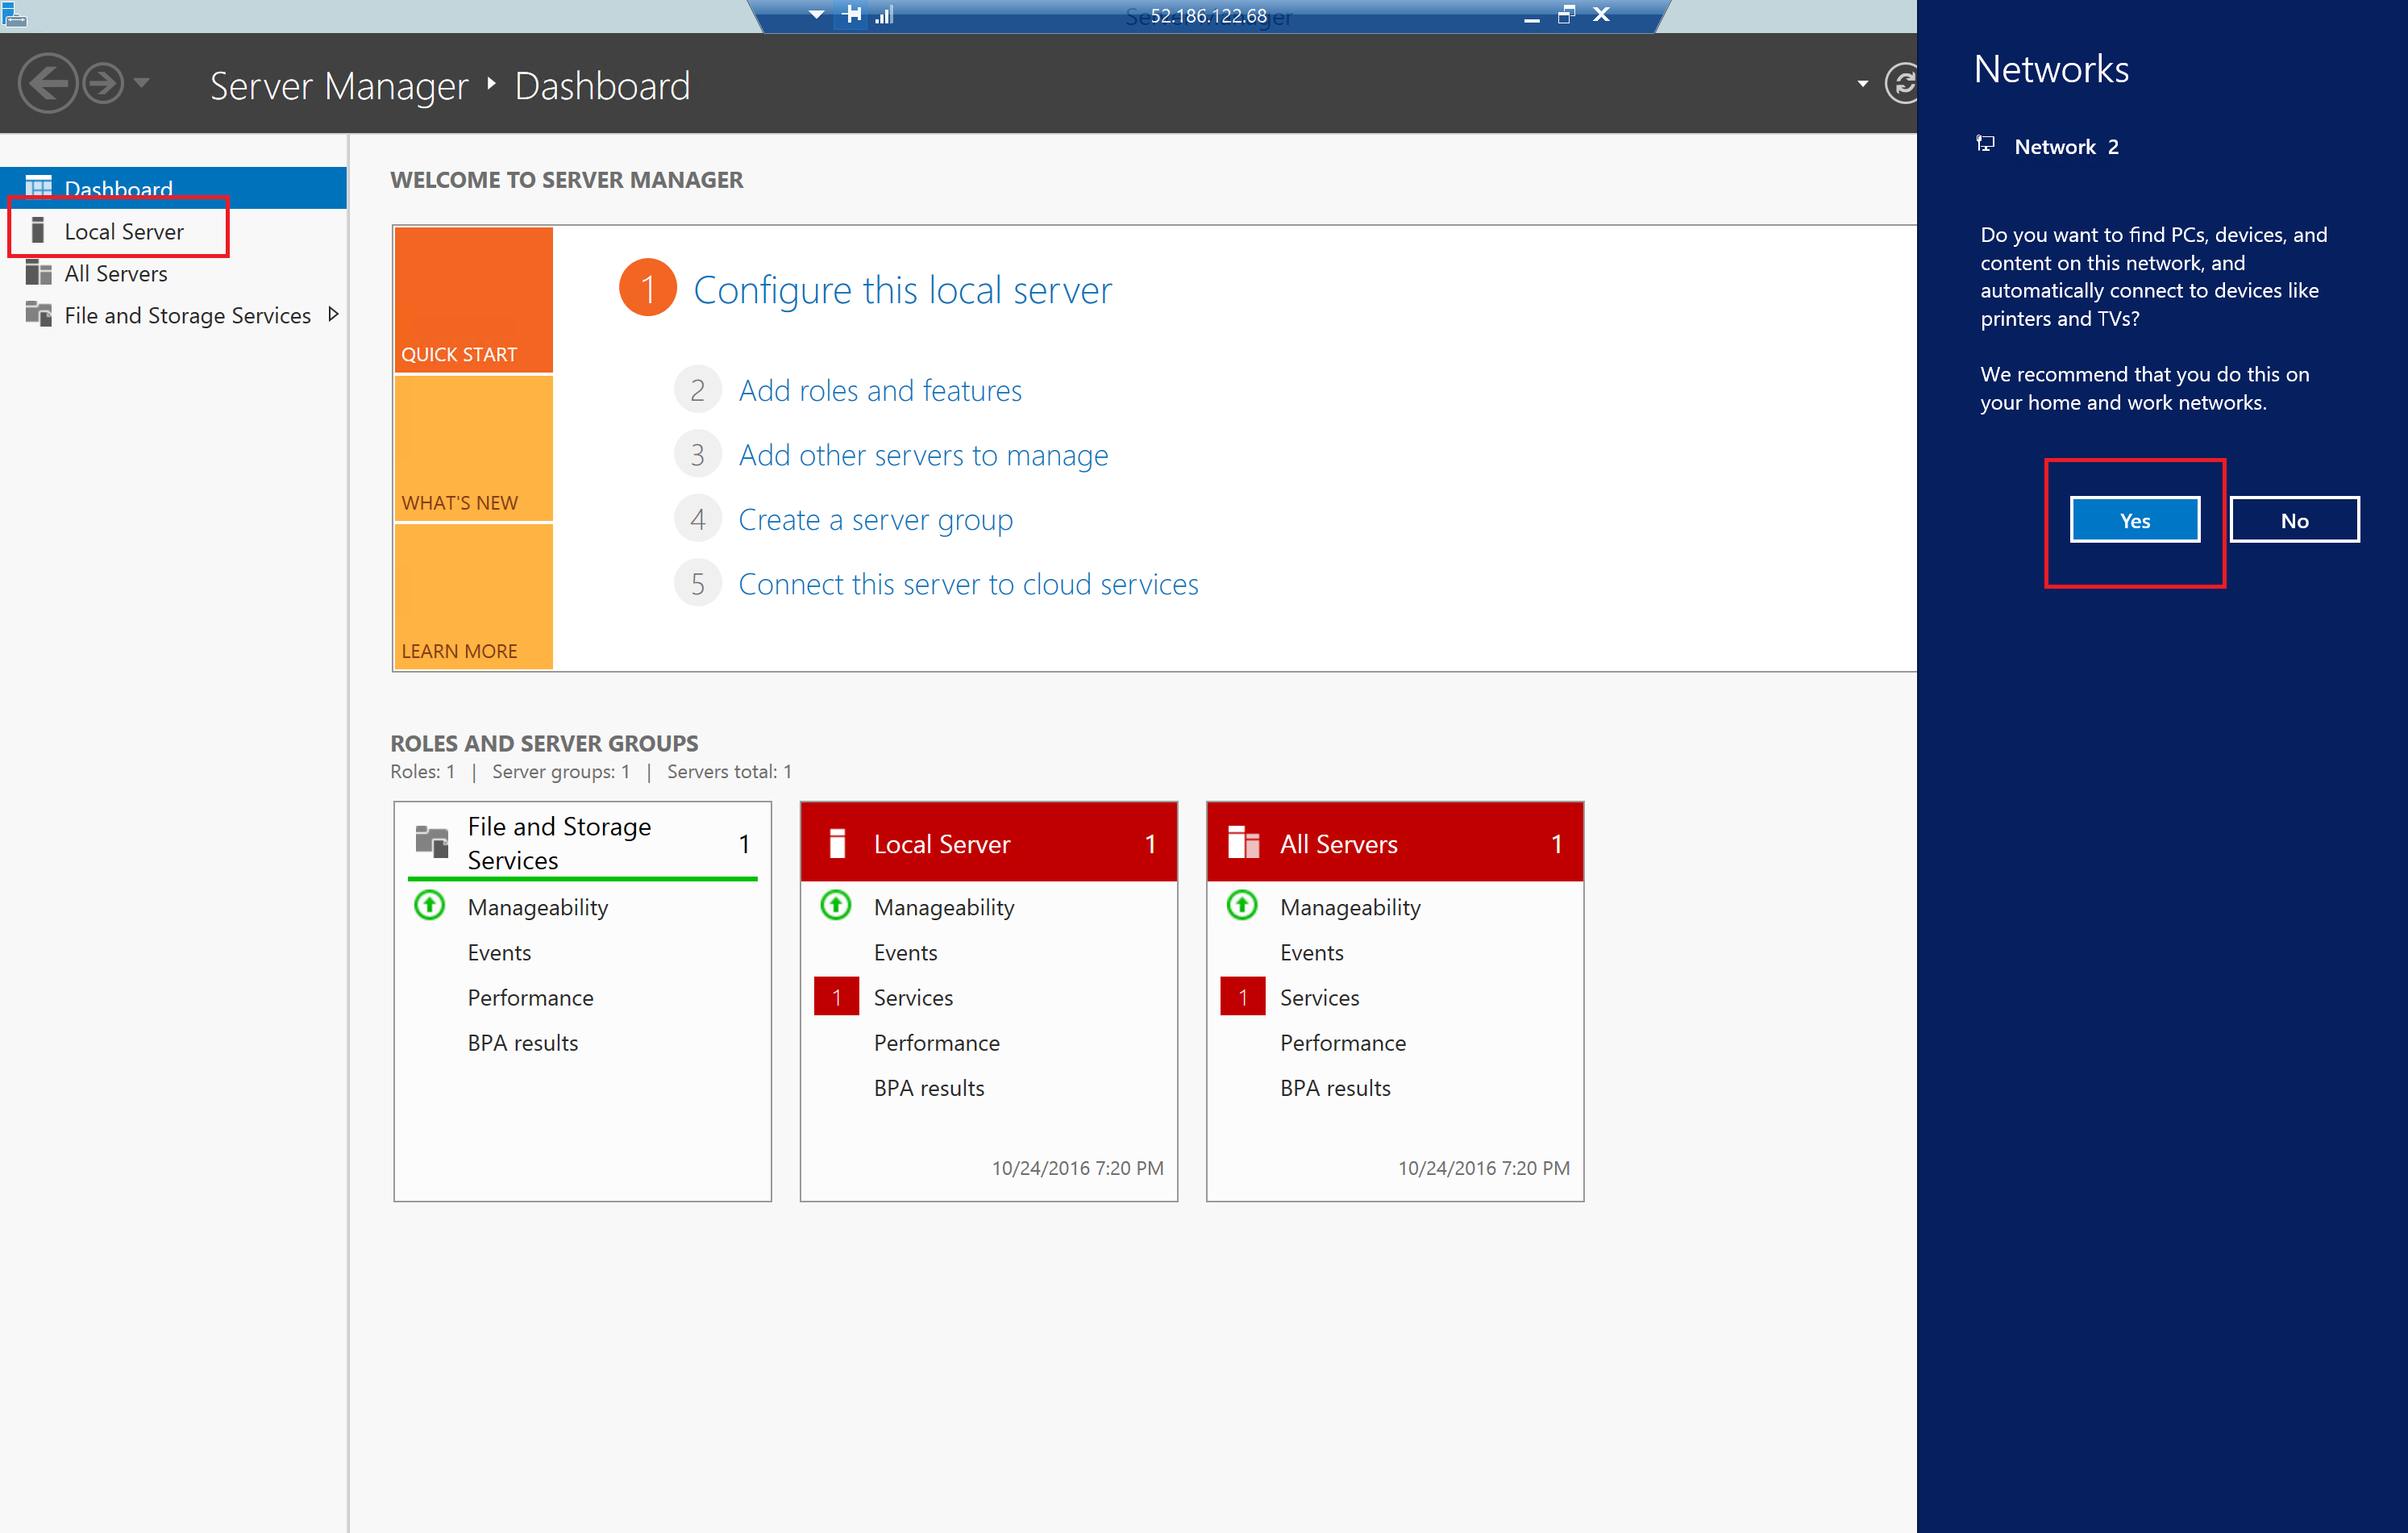 52.186.122.68
Server Manager
Server Manager Dashboard
Dashboard
Local Server
All Servers
File and Storage Services
WELCOME TO SERVER MANAGER
QUICK START
WHAT'S NEW
LEARN MORE
1 Configure this local server
2 Add roles and features
3 Add other servers to manage
4 Create a server group
5 Connect this server to cloud services
ROLES AND SERVER GROUPS
Roles: 1 | Server groups: 1 | Servers total: 1
File and Storage
Services 1
Manageability
Events
Performance
BPA results
Local Server 1
Manageability
Events
1 Services
Performance
BPA results
10/24/2016 7:20 PM
All Servers 1
Manageability
Events
1 Services
Performance
BPA results
10/24/2016 7:20 PM
Networks
Network 2
Do you want to find PCs, devices, and
content on this network, and
automatically connect to devices like
printers and TVs?
We recommend that you do this on
your home and work networks.
Yes
No